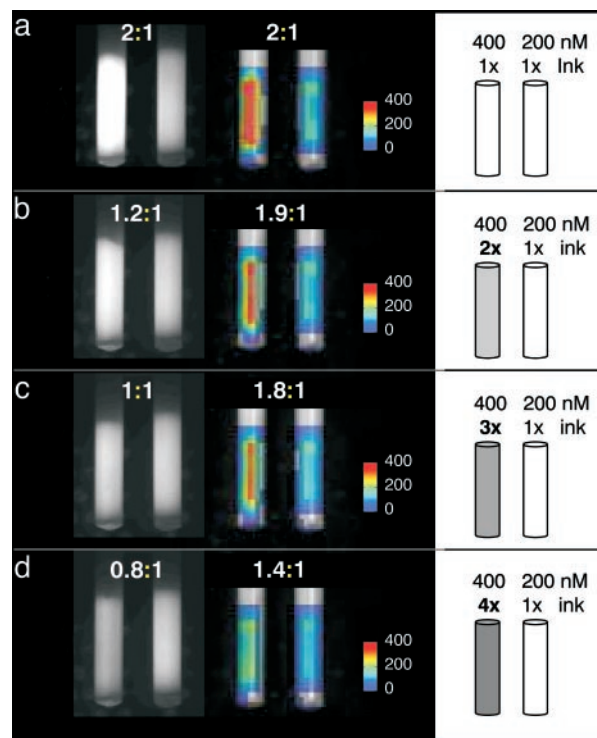 a 2:1 2:1
400
200
0
400 200 nM
1x 1x Ink
b 1.2:1 1.9:1
400
200
0
400 200 nM
2x 1x ink
c 1:1 1.8:1
400
200
0
400 200 nM
3x 1x ink
d 0.8:1 1.4:1
400
200
0
400 200 nM
4x 1x ink